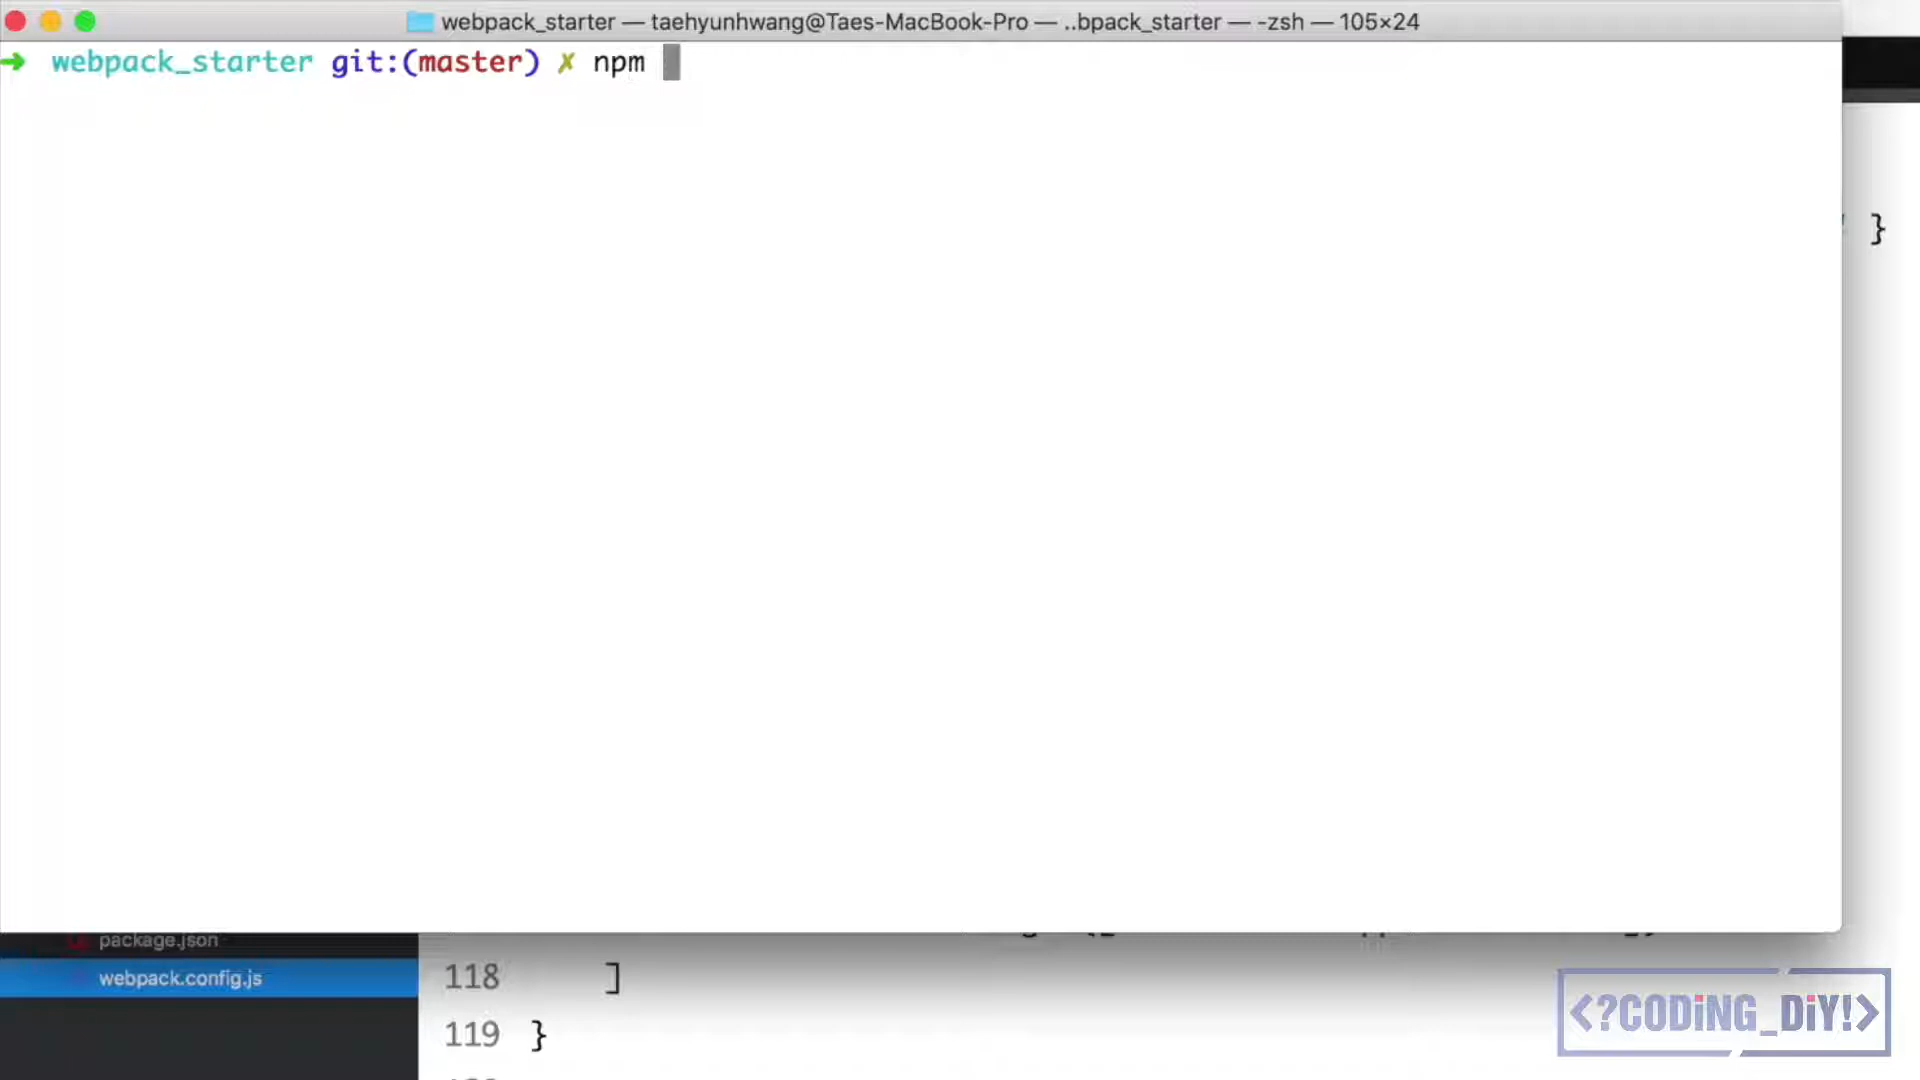 webpack_starter — taehyunhwang@Taes-MacBook-Pro — ..bpack_starter — -zsh — 105×24
➜ webpack_starter git:(master) ✗ npm
}
package.json
webpack.config.js
118 ]
119 }
<?CODiNG_DiY!>